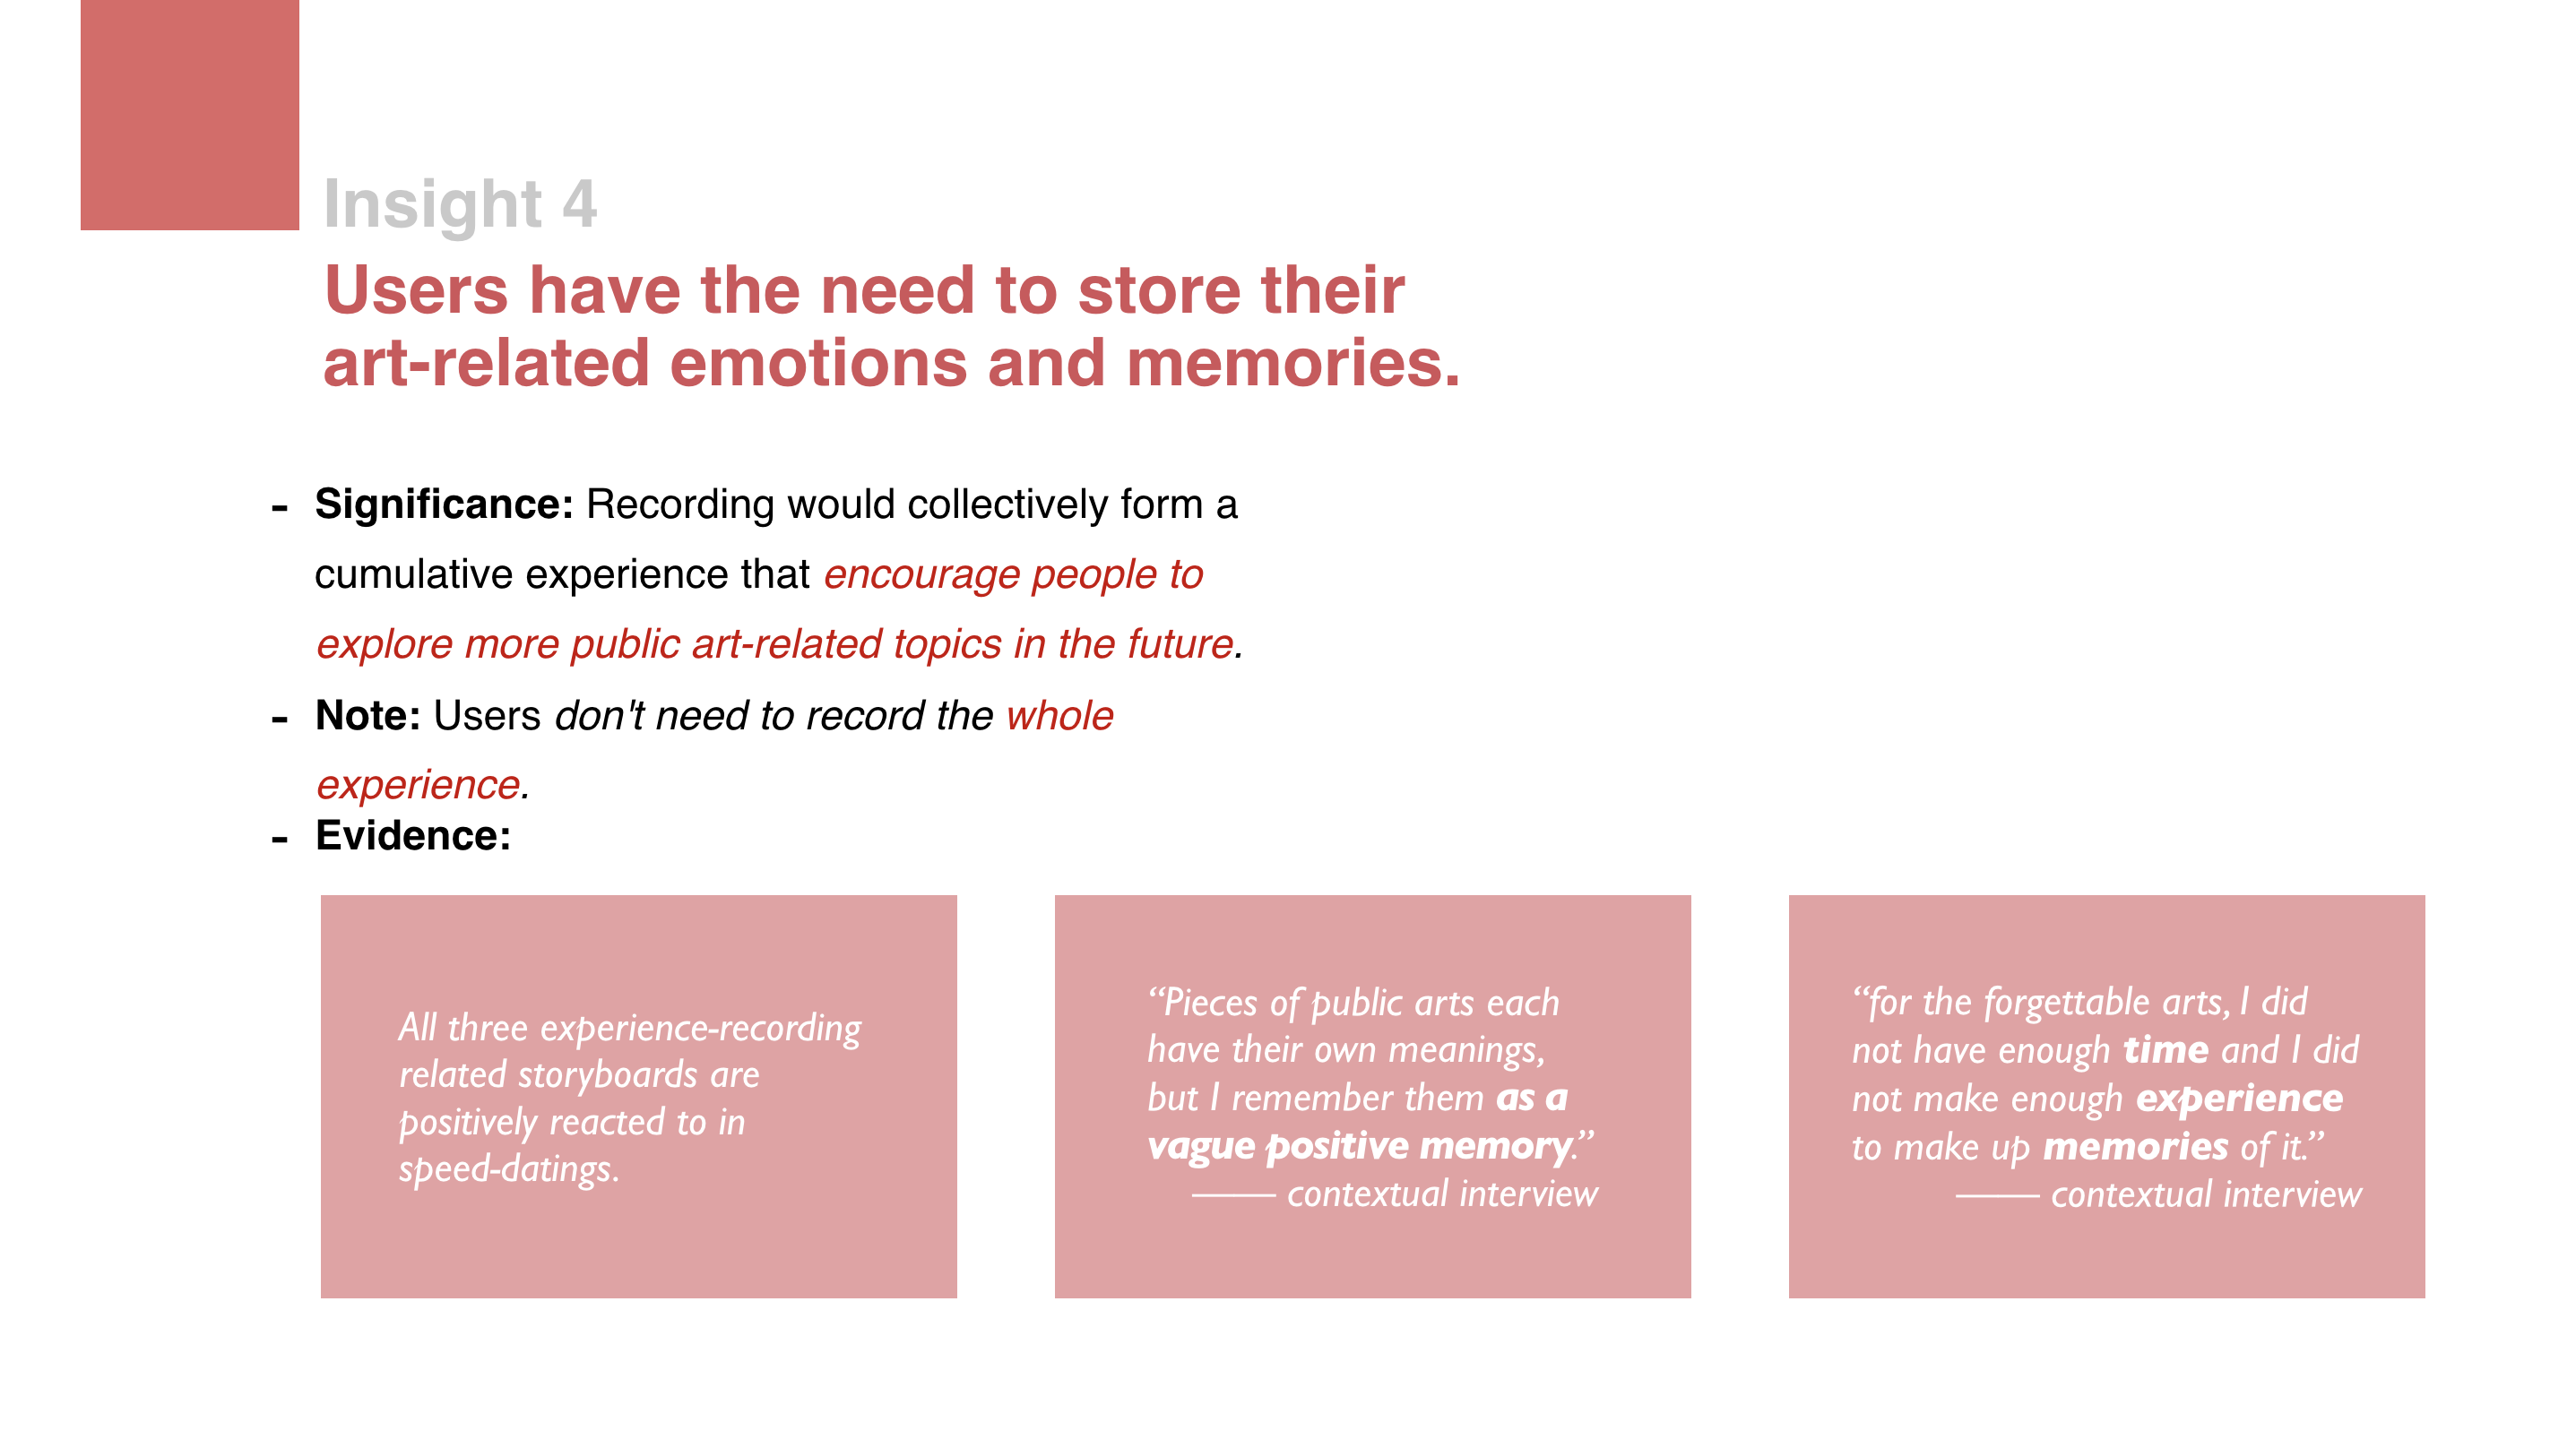 Insight 4
Users have the need to store their
art-related emotions and memories.
- Significance: Recording would collectively form a
cumulative experience that encourage people to
explore more public art-related topics in the future.
- Note: Users don't need to record the whole
experience.
- Evidence:
All three experience-recording
related storyboards are
positively reacted to in
speed-datings.
“Pieces of public arts each
have their own meanings,
but I remember them as a
vague positive memory.”
—— contextual interview
“for the forgettable arts, I did
not have enough time and I did
not make enough experience
to make up memories of it.”
—— contextual interview